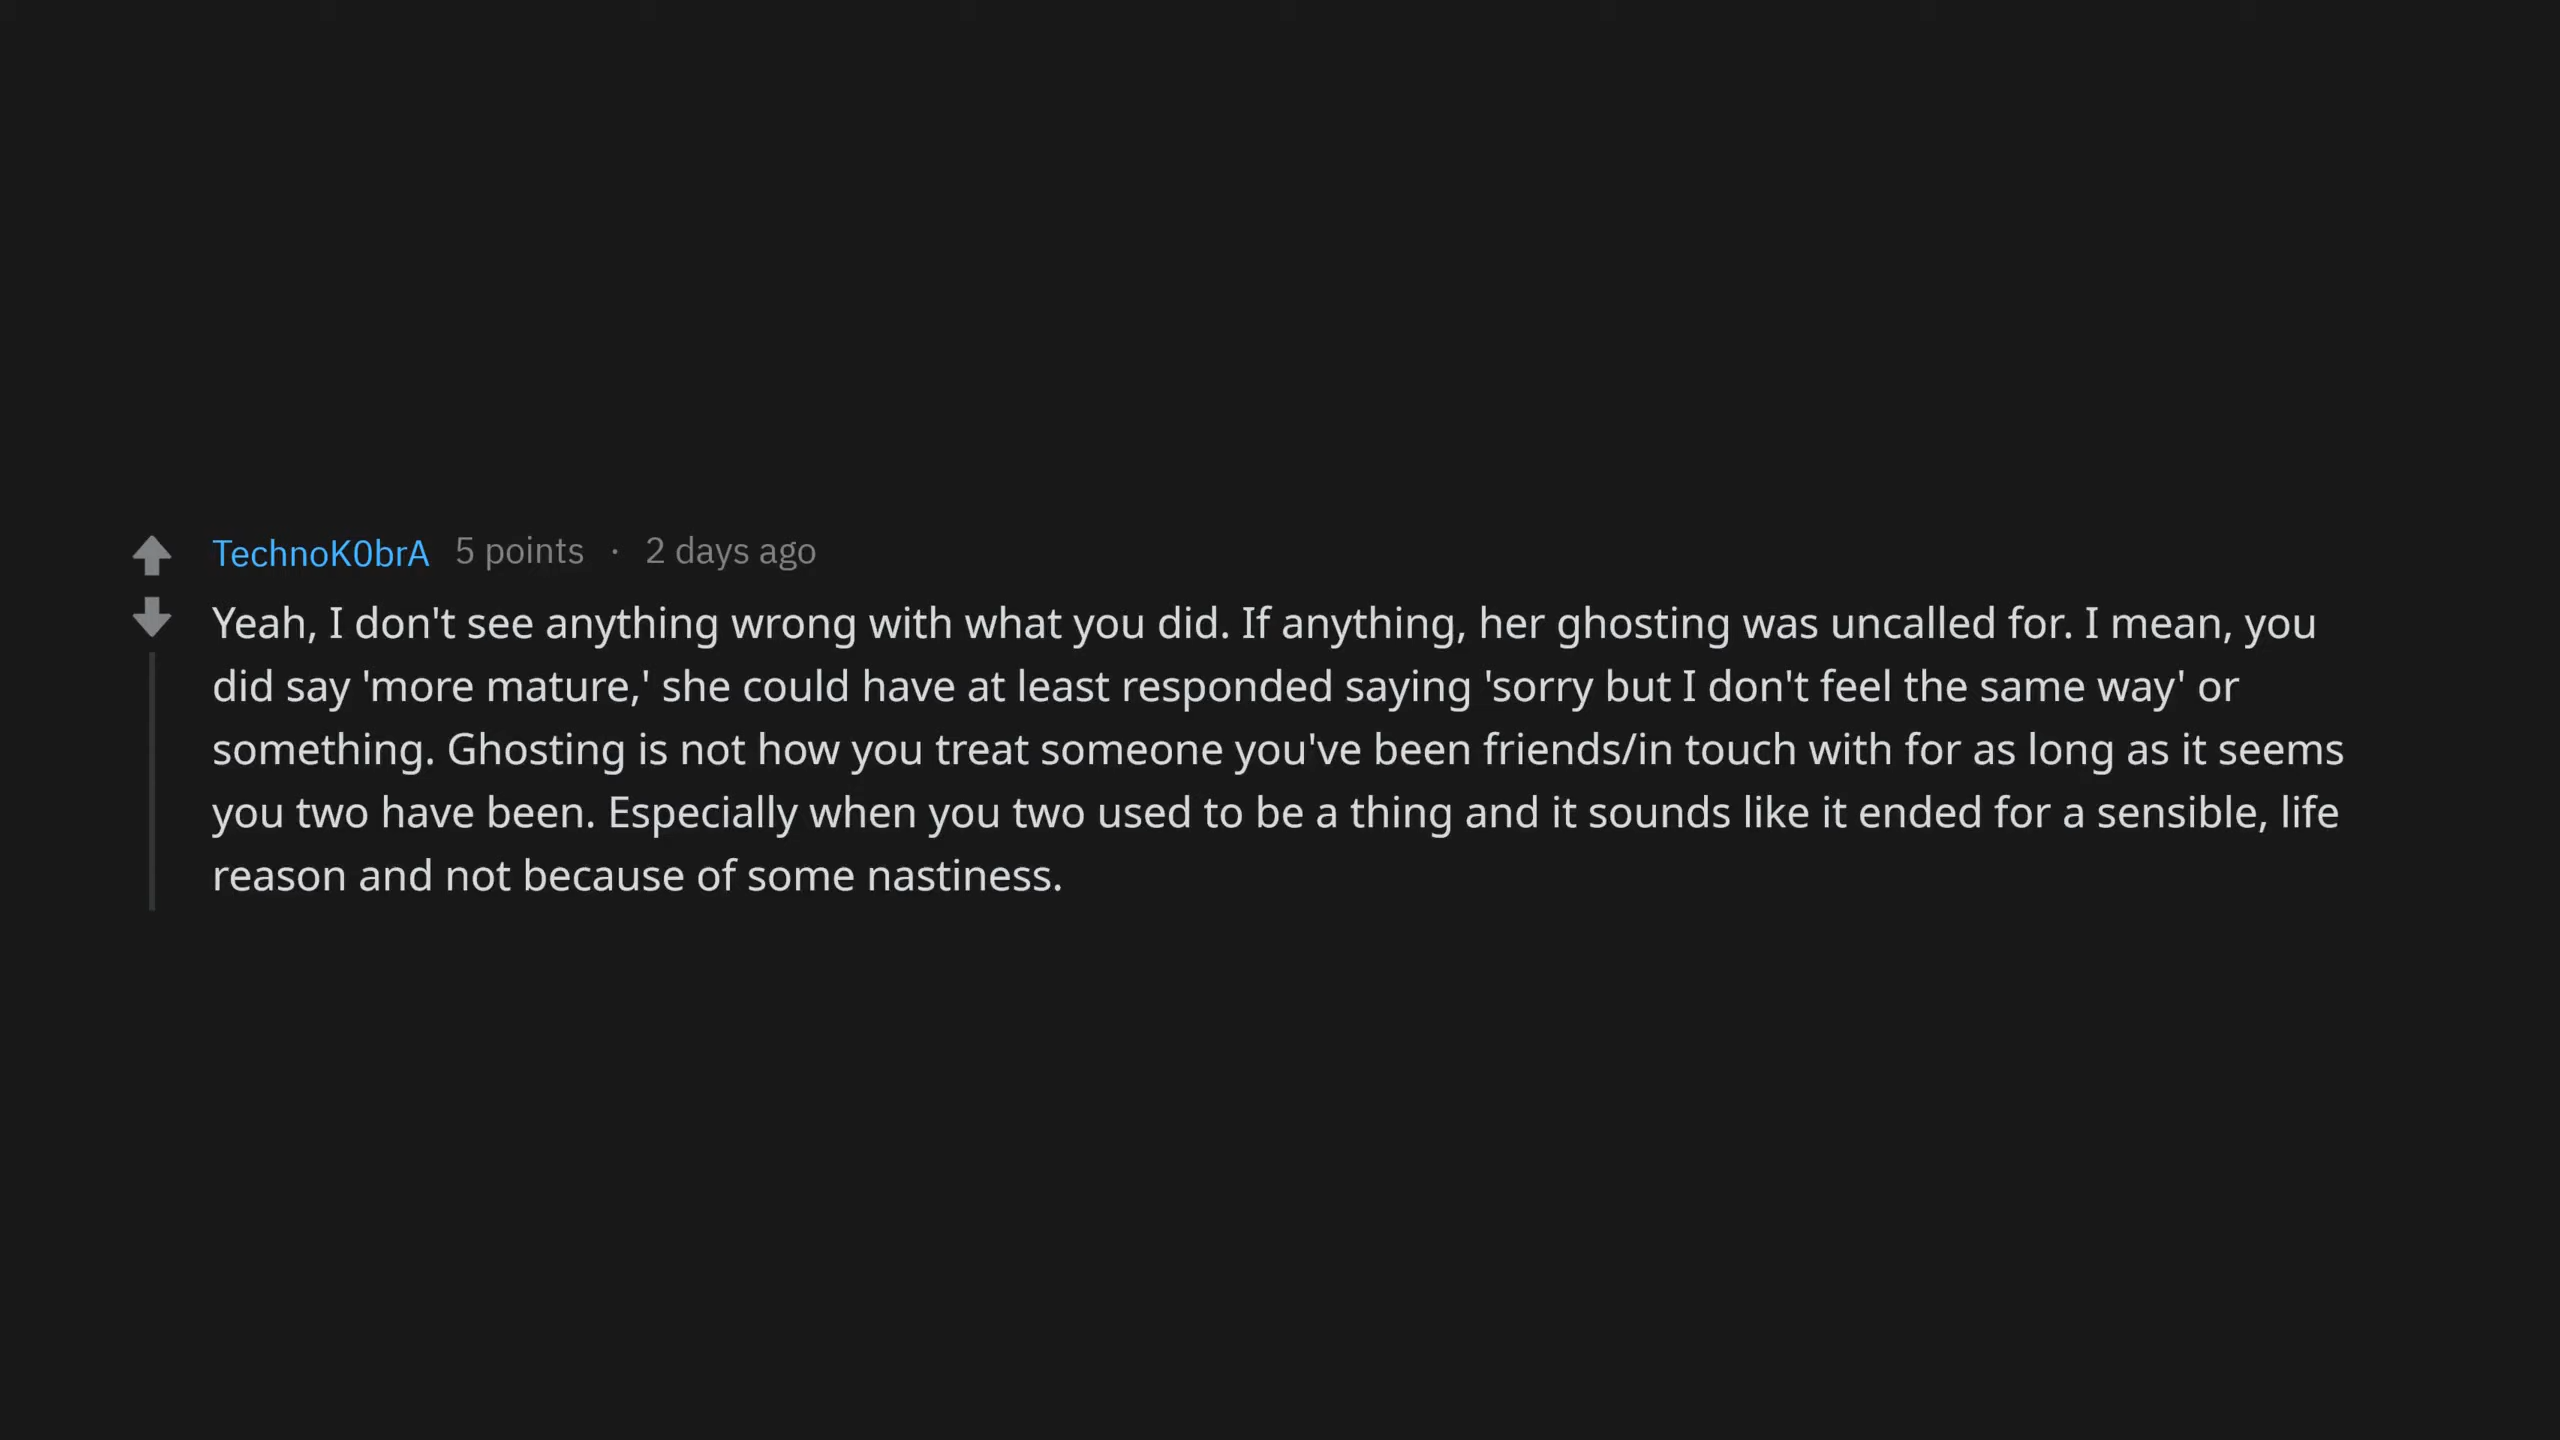 TechnoK0brA 5 points · 2 days ago
Yeah, I don't see anything wrong with what you did. If anything, her ghosting was uncalled for. I mean, you
did say 'more mature,' she could have at least responded saying 'sorry but I don't feel the same way' or
something. Ghosting is not how you treat someone you've been friends/in touch with for as long as it seems
you two have been. Especially when you two used to be a thing and it sounds like it ended for a sensible, life
reason and not because of some nastiness.